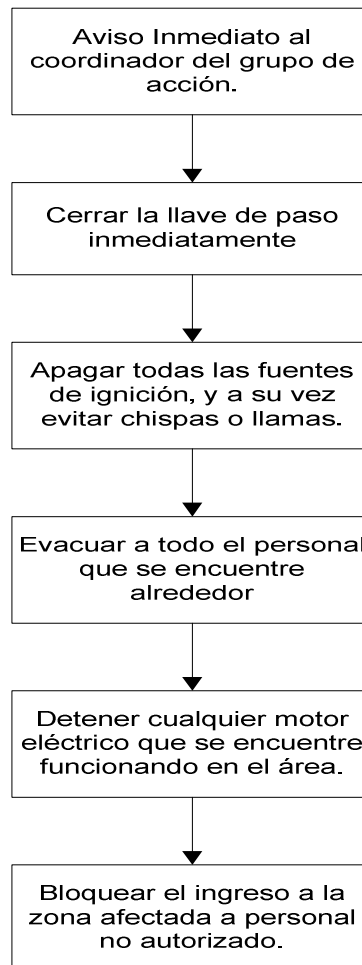 Aviso Inmediato al
coordinador del grupo de
acción.
Cerrar la llave de paso
inmediatamente
Apagar todas las fuentes
de ignición, y a su vez
evitar chispas o llamas.
Evacuar a todo el personal
que se encuentre
alrededor
Detener cualquier motor
eléctrico que se encuentre
funcionando en el área.
Bloquear el ingreso a la
zona afectada a personal
no autorizado.